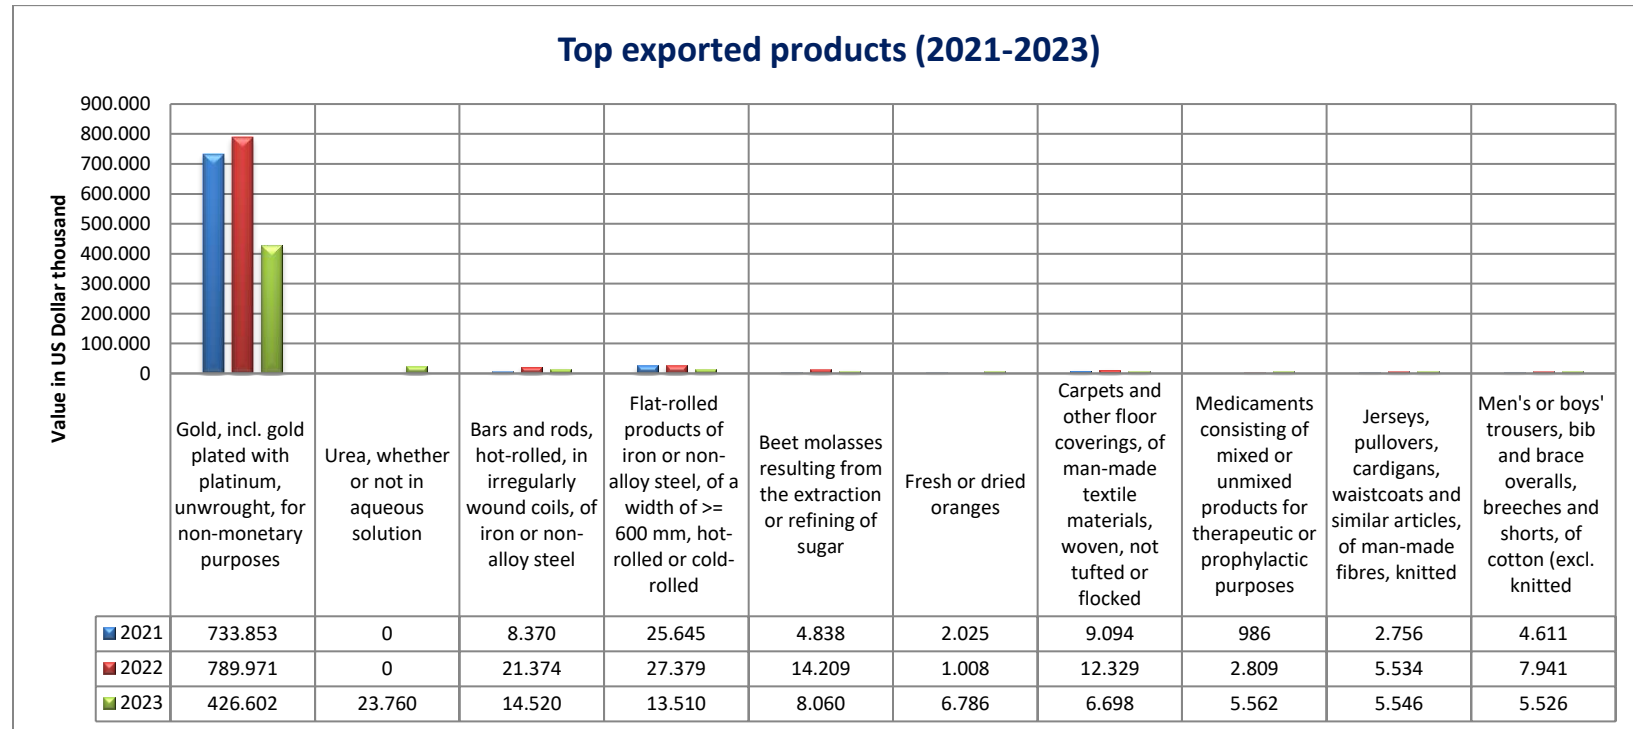 Top exported products (2021-2023)
Value in US Dollar thousand
900.000
800.000
700.000
600.000
500.000
400.000
300.000
200.000
100.000
0
Gold, incl. gold
plated with
platinum,
unwrought, for
non-monetary
purposes
Urea, whether
or not in
aqueous
solution
Bars and rods,
hot-rolled, in
irregularly
wound coils, of
iron or non-
alloy steel
Flat-rolled
products of
iron or non-
alloy steel, of a
width of >=
600 mm, hot-
rolled or cold-
rolled
Beet molasses
resulting from
the extraction
or refining of
sugar
Fresh or dried
oranges
Carpets and
other floor
coverings, of
man-made
textile
materials,
woven, not
tufted or
flocked
Medicaments
consisting of
mixed or
unmixed
products for
therapeutic or
prophylactic
purposes
Jerseys,
pullovers,
cardigans,
waistcoats and
similar articles,
of man-made
fibres, knitted
Men's or boys'
trousers, bib
and brace
overalls,
breeches and
shorts, of
cotton (excl.
knitted
2021 733.853 0 8.370 25.645 4.838 2.025 9.094 986 2.756 4.611
2022 789.971 0 21.374 27.379 14.209 1.008 12.329 2.809 5.534 7.941
2023 426.602 23.760 14.520 13.510 8.060 6.786 6.698 5.562 5.546 5.526